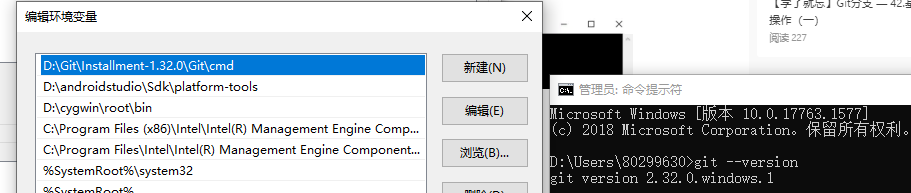 编辑环境变量
D:\Git\Installment-1.32.0\Git\cmd
D:\androidstudio\Sdk\platform-tools
D:\cygwin\root\bin
C:\Program Files (x86)\Intel\Intel(R) Management Engine Comp...
C:\Program Files\Intel\Intel(R) Management Engine Component...
%SystemRoot%\system32
%SystemRoot%
新建(N)
编辑(E)
浏览(B)...
【学了就忘】Git分支 — 42.基
操作（一）
阅读 227
管理员: 命令提示符
Microsoft Windows [版本 10.0.17763.1577]
(c) 2018 Microsoft Corporation。保留所有权利。
D:\Users\80299630>git --version
git version 2.32.0.windows.1